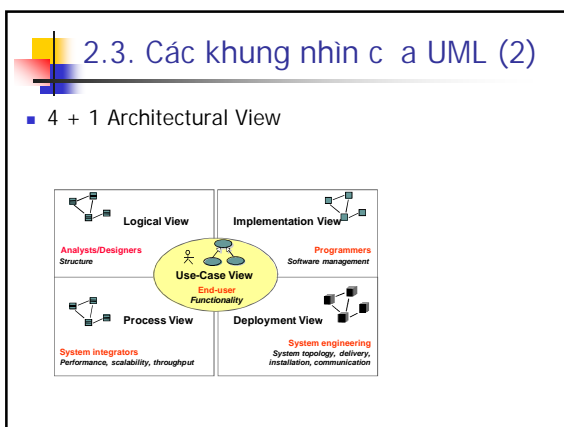 2.3. Các khung nhìn c a UML (2)
4 + 1 Architectural View
Logical View
Analysts/Designers
Structure
Implementation View
Programmers
Software management
Use-Case View
End-user
Functionality
Process View
System integrators
Performance, scalability, throughput
Deployment View
System engineering
System topology, delivery,
installation, communication